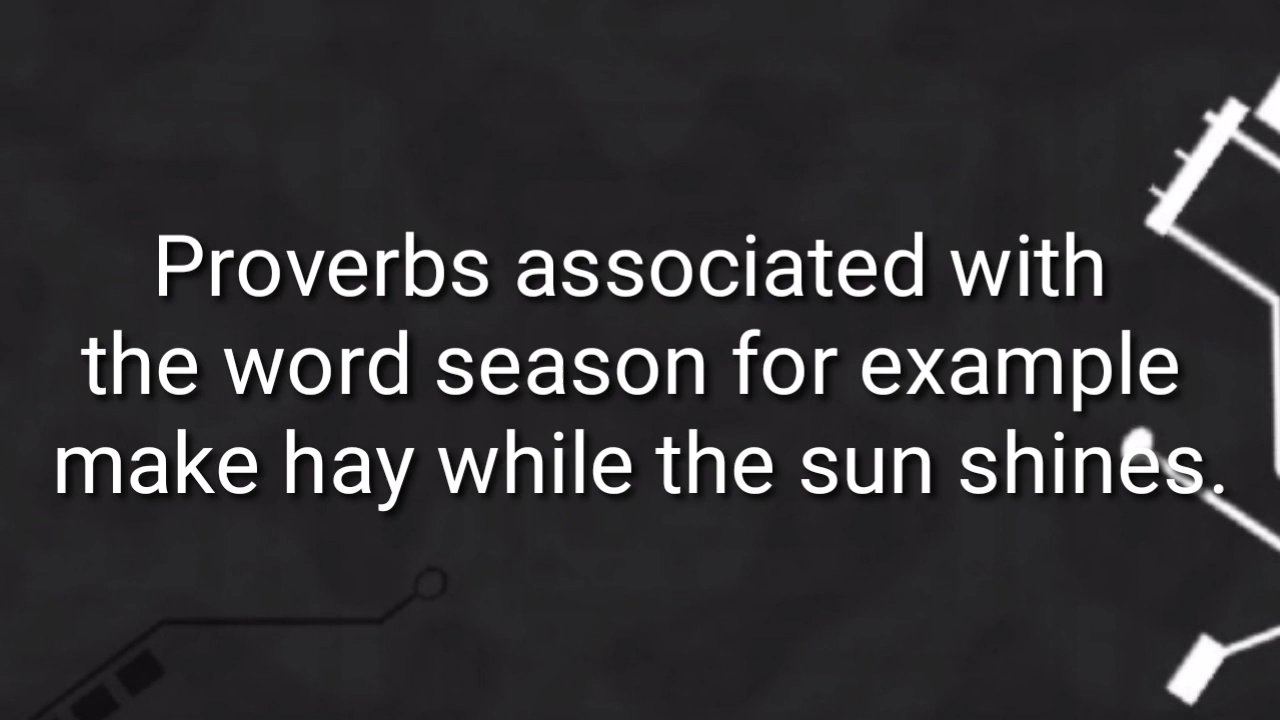 Proverbs associated with
the word season for example
make hay while the sun shines.